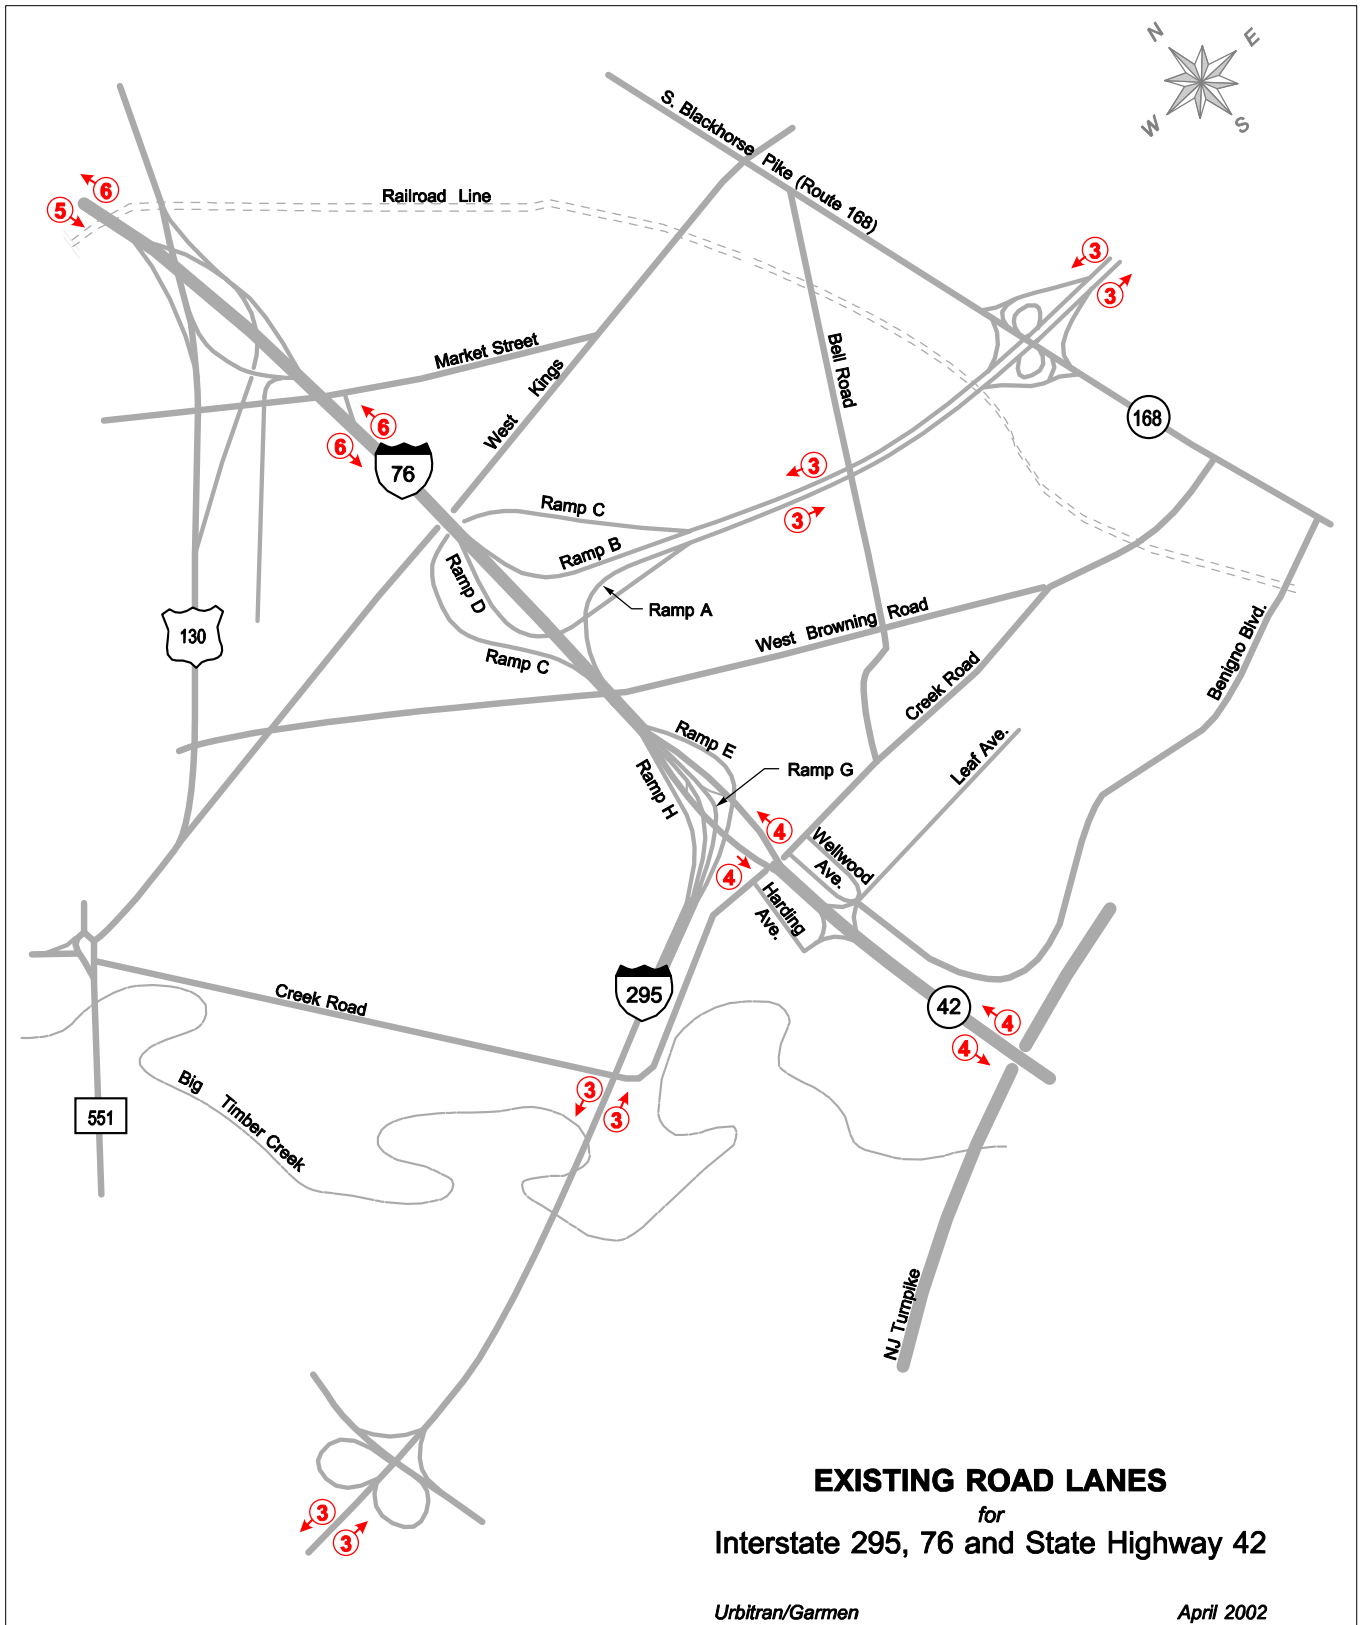 N
E
W
S
S. Blackhorse Pike (Route 168)
6
5
Railroad Line
3
3
Market Street
West Kings
Bell Road
168
6
6
76
3
3
Ramp C
Ramp B
Ramp D
Ramp A
Ramp C
130
West Browning Road
Benigno Blvd.
Creek Road
Leaf Ave.
Ramp E
Ramp G
Ramp H
4
4
Wellwood
Ave.
Harding
Ave.
295
42
4
4
Creek Road
Big Timber Creek
551
3
3
NJ Turnpike
3
3
EXISTING ROAD LANES
for
Interstate 295, 76 and State Highway 42
Urbitran/Garmen
April 2002